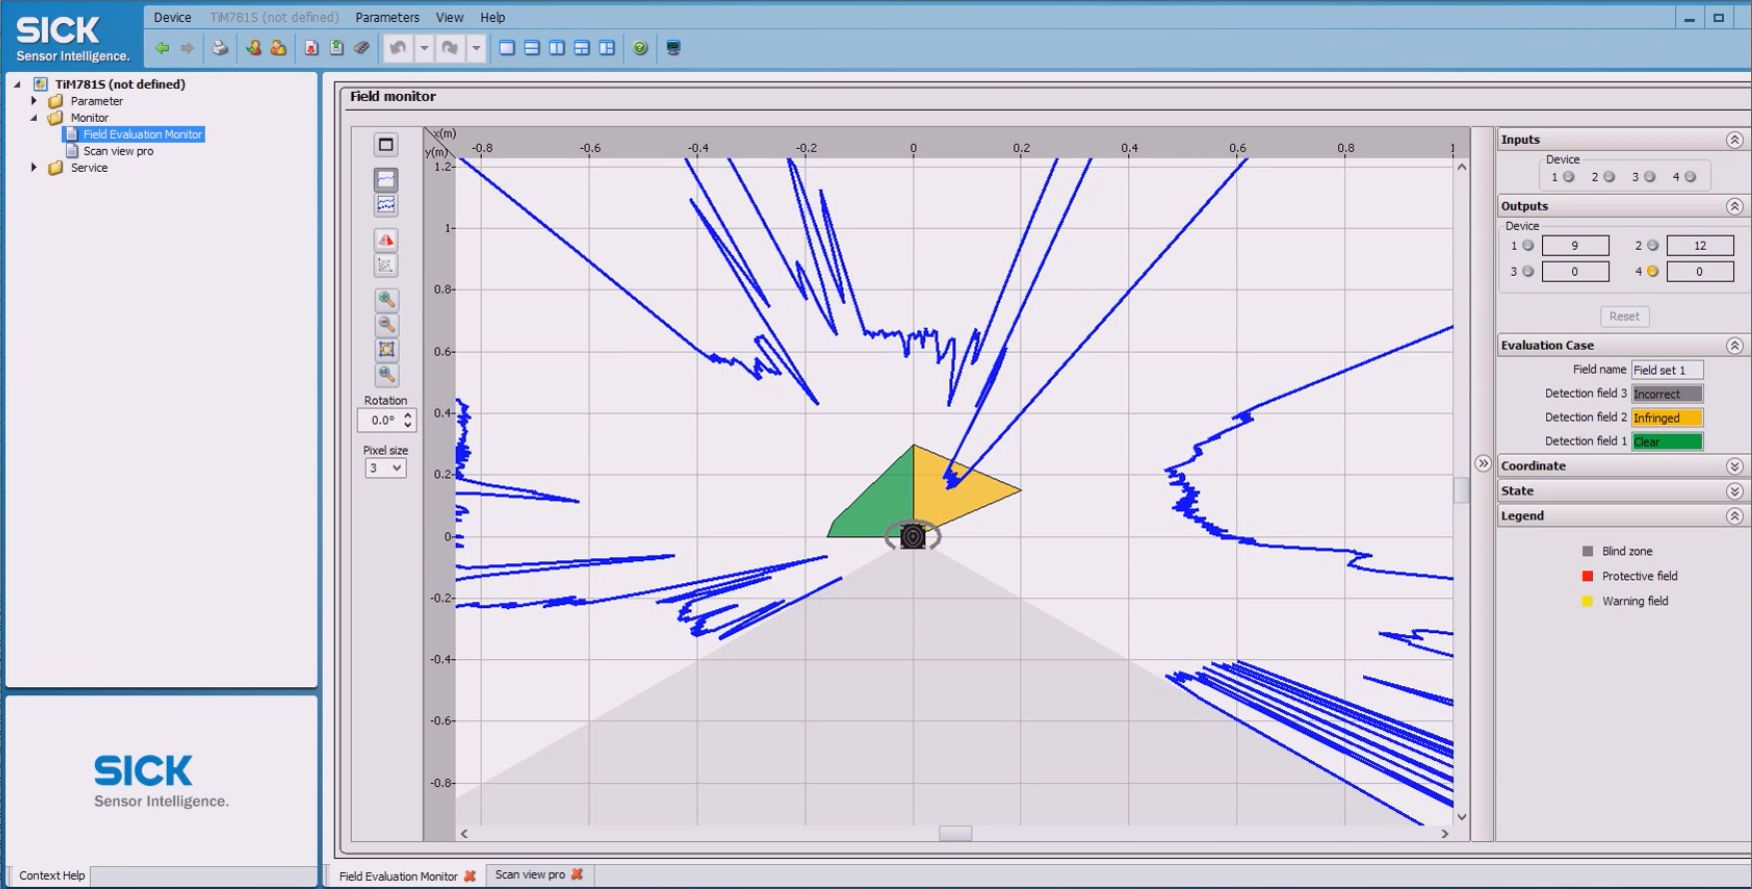 SICK
Sensor Intelligence.
Device TiM781S (not defined) Parameters View Help
TiM781S (not defined)
Parameter
Monitor
Field Evaluation Monitor
Scan view pro
Service
SICK
Sensor Intelligence.
Context Help
Field monitor
x(m)
y(m)
-0.8 -0.6 -0.4 -0.2 0 0.2 0.4 0.6 0.8 1
1.2
1
0.8
0.6
0.4
0.2
0
-0.2
-0.4
-0.6
-0.8
Rotation
0.0°
Pixel size
3
Inputs
Device
1 2 3 4
Outputs
Device
1 9 2 12
3 0 4 0
Reset
Evaluation Case
Field name Field set 1
Detection field 3 Incorrect
Detection field 2 Infringed
Detection field 1 Clear
Coordinate
State
Legend
Blind zone
Protective field
Warning field
Field Evaluation Monitor Scan view pro